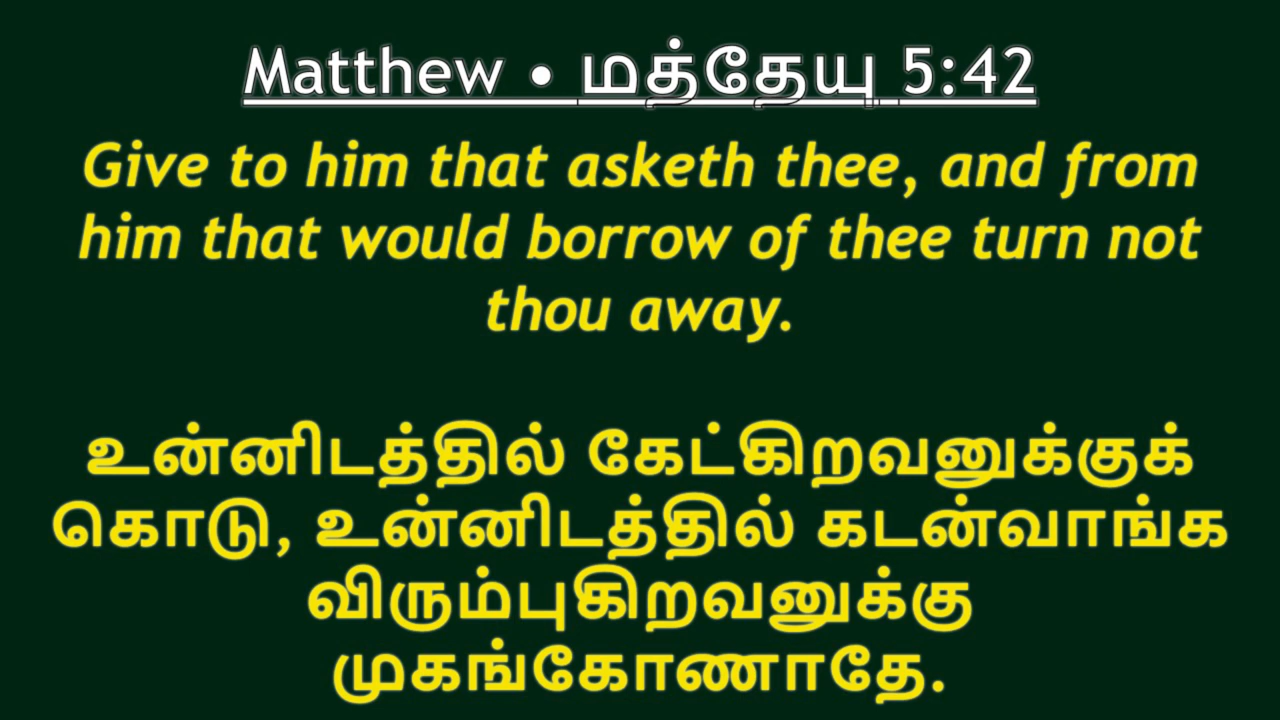 Matthew • மத்தேயு 5:42
Give to him that asketh thee, and from
him that would borrow of thee turn not
thou away.
உன்னிடத்தில் கேட்கிறவனுக்குக்
கொடு, உன்னிடத்தில் கடன்வாங்க
விரும்புகிறவனுக்கு
முகங்கோணாதே.